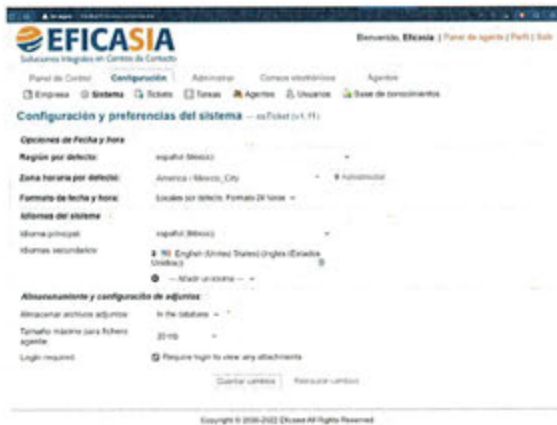 EFICASIA
Soluciones Integrales en Centros de Contacto
Bienvenido, Eficasia. | Panel de agente | Perfil | Salir
Panel de Control Configuración Administrar Correos electrónicos Agentes
Empresa Sistema Tickets Tareas Agentes Usuarios Base de conocimientos
Configuración y preferencias del sistema — osTicket (v1.11)
Opciones de Fecha y hora
Región por defecto: español (México)
Zona horaria por defecto: America / Mexico_City
Formato de fecha y hora: Locales por defecto. Formato 24 horas
Idiomas del sistema
Idioma principal: español (México)
Idiomas secundarios:
English (United States) (inglés (Estados
Unidos))
— Añadir un idioma —
Almacenamiento y configuración de adjuntos:
Almacenar archivos adjuntos: In the database *
Tamaño máximo para fichero
agente: 20 mb
Login required: Require login to view any attachments
Guardar cambios Restaurar cambios
Copyright © 2006-2022 Eficasia All Rights Reserved.